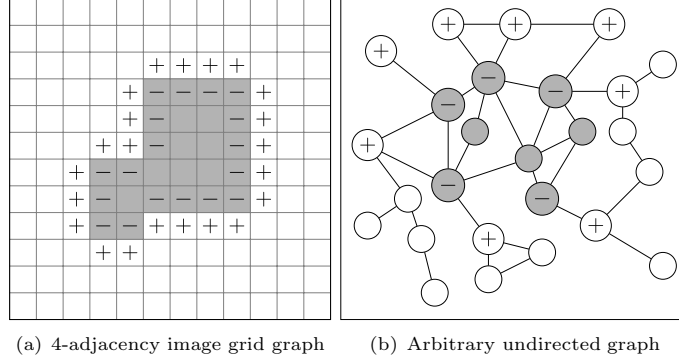 + + + +
+ − − − − +
+ − − +
+ + − − +
+ − − − +
+ − − − − − +
+ − − + + + +
+ +
(a) 4-adjacency image grid graph
+ + +
+
−
− +
−
+
−
−
+
+
(b) Arbitrary undirected graph